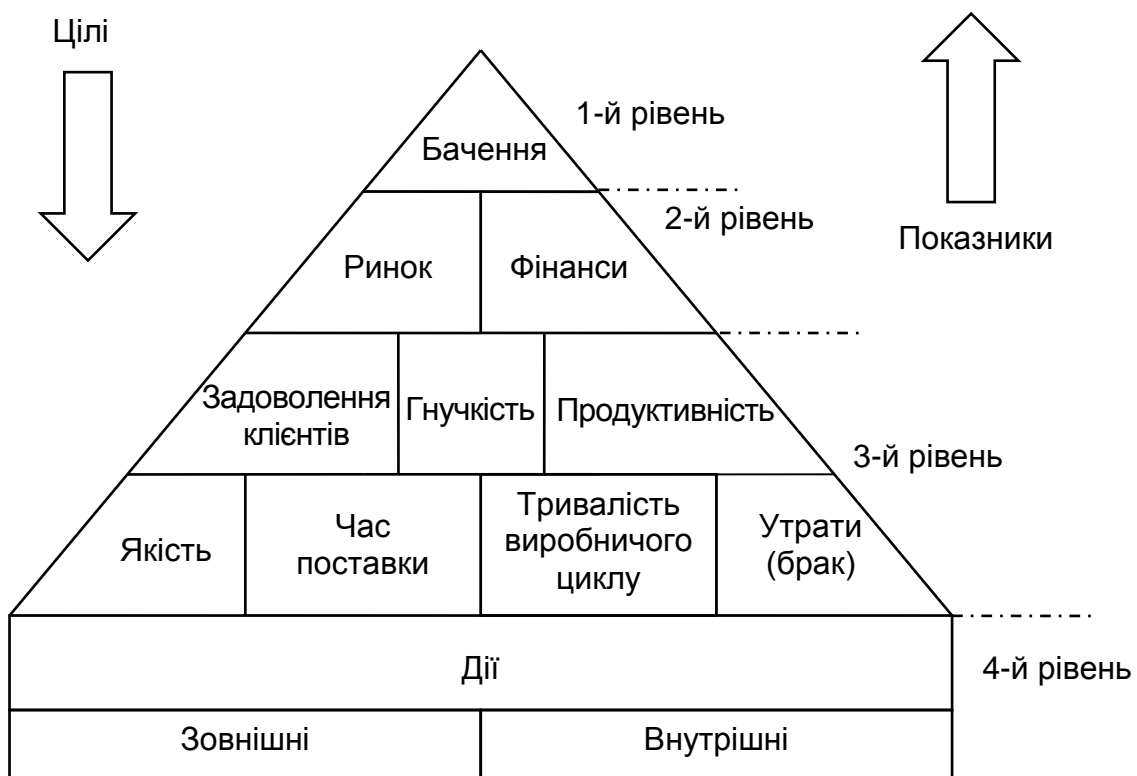 Цілі
1-й рівень
Бачення
2-й рівень
Показники
Ринок
Фінанси
Задоволення
клієнтів
Гнучкість
Продуктивність
3-й рівень
Якість
Час
поставки
Тривалість
виробничого
циклу
Утрати
(брак)
Дії
4-й рівень
Зовнішні
Внутрішні